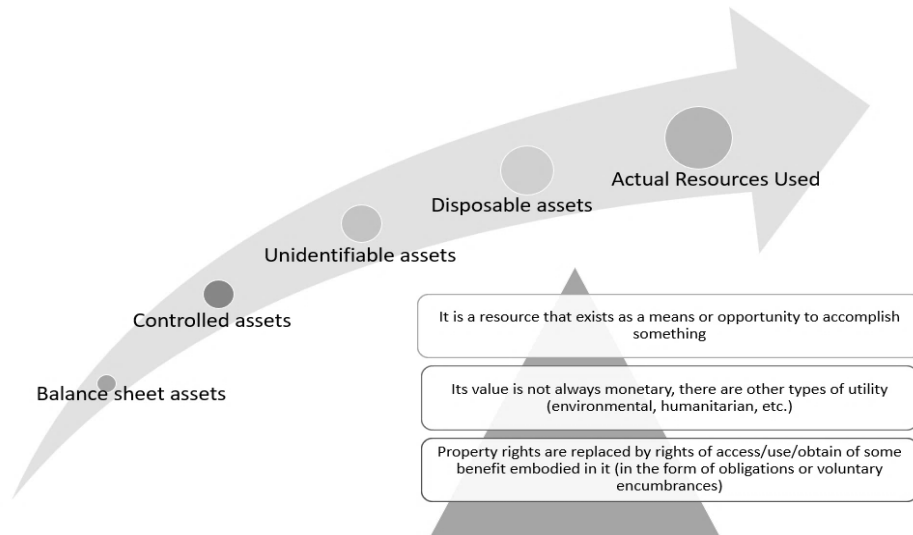 Actual Resources Used
Disposable assets
Unidentifiable assets
Controlled assets
Balance sheet assets
It is a resource that exists as a means or opportunity to accomplish
something
Its value is not always monetary, there are other types of utility
(environmental, humanitarian, etc.)
Property rights are replaced by rights of access/use/obtain of some
benefit embodied in it (in the form of obligations or voluntary
encumbrances)